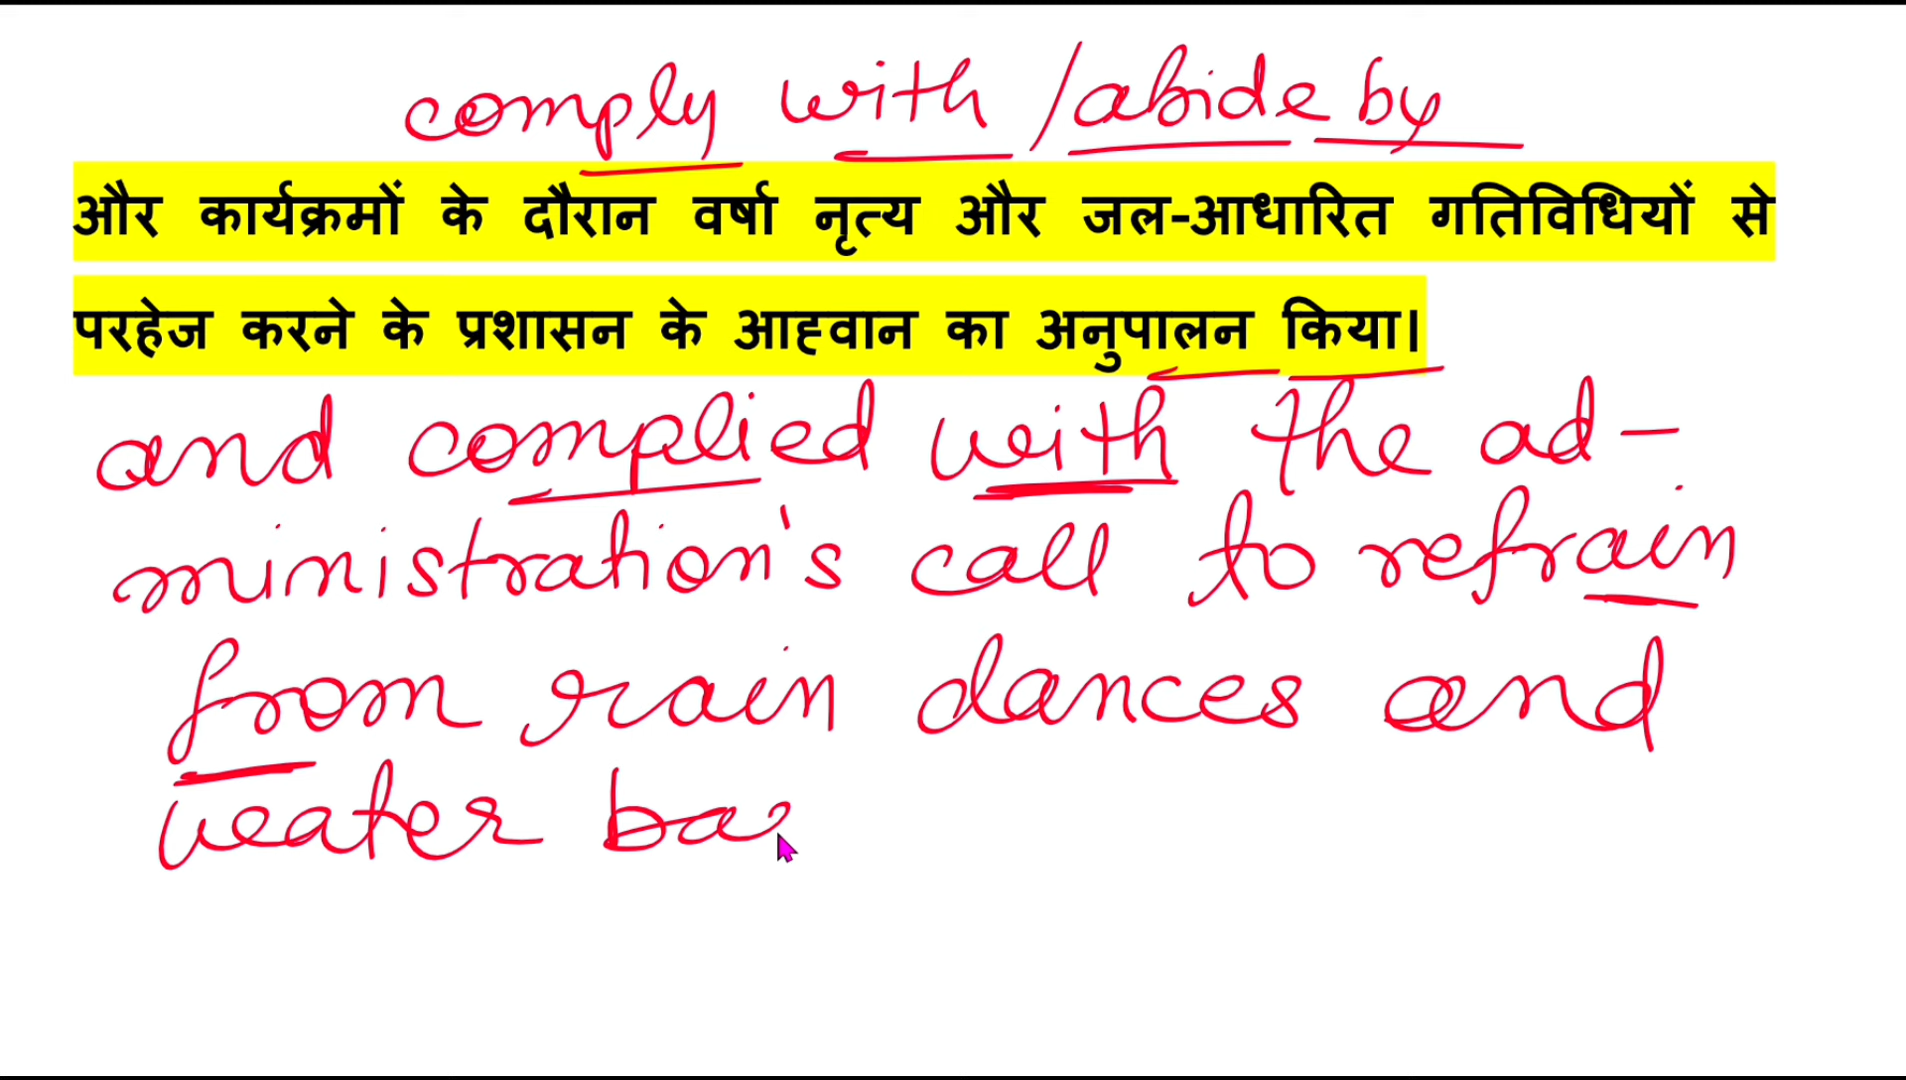 comply with /abide by
और कार्यक्रमों के दौरान वर्षा नृत्य और जल-आधारित गतिविधियों से
परहेज करने के प्रशासन के आह्वान का अनुपालन किया।
and complied with the ad-
ministration's call to refrain
from rain dances and
water bas